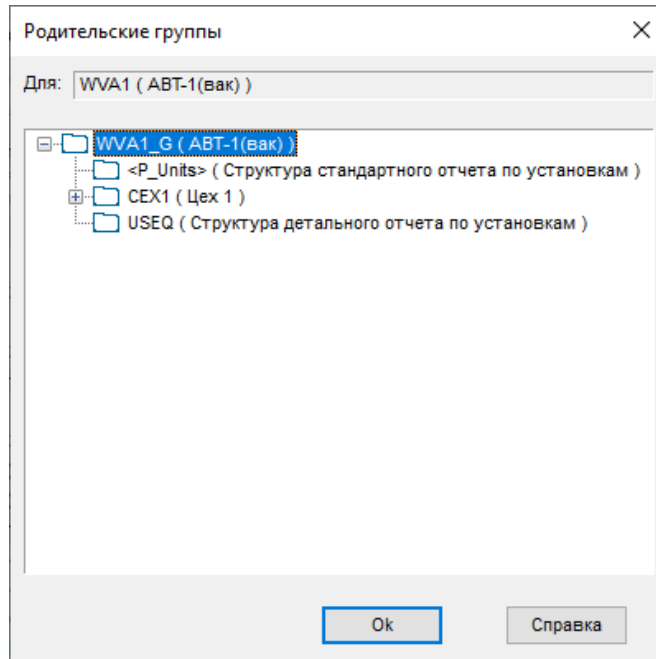 Родительские группы
Для: WVA1 ( АВТ-1(вак) )
WVA1_G ( АВТ-1(вак) )
<P_Units> ( Структура стандартного отчета по установкам )
CEX1 ( Цех 1 )
USEQ ( Структура детального отчета по установкам )
Ok
Справка